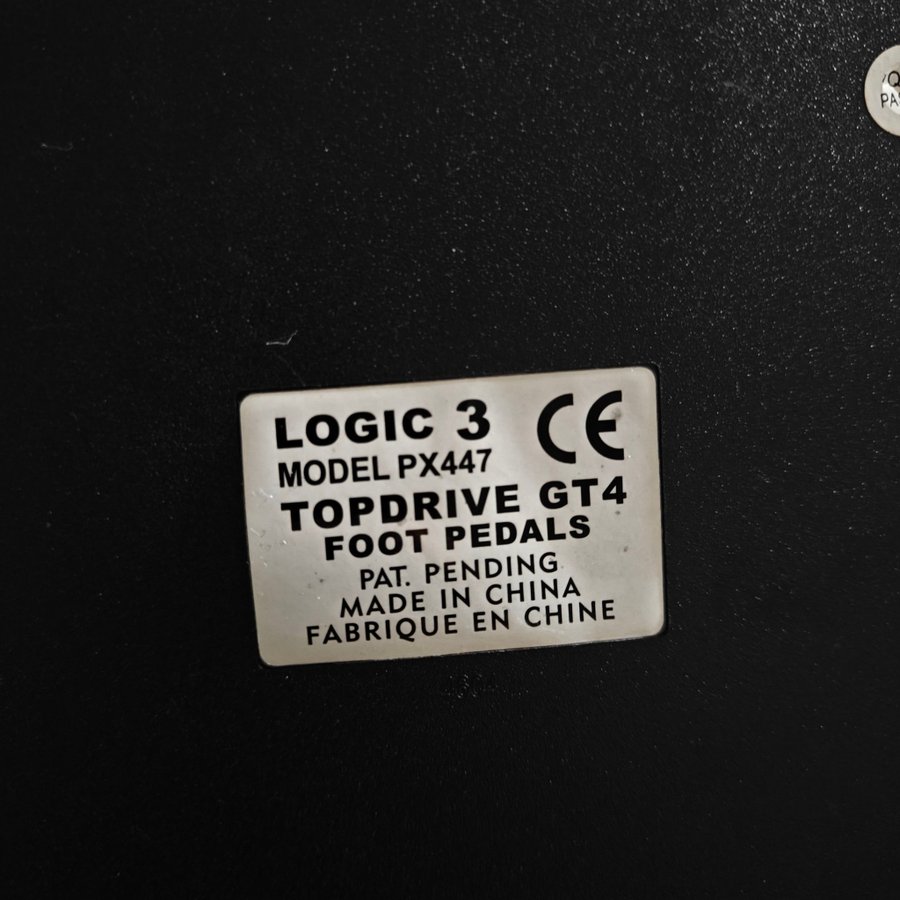 LOGIC 3 CE
MODEL PX447
TOPDRIVE GT4
FOOT PEDALS
PAT. PENDING
MADE IN CHINA
FABRIQUE EN CHINE